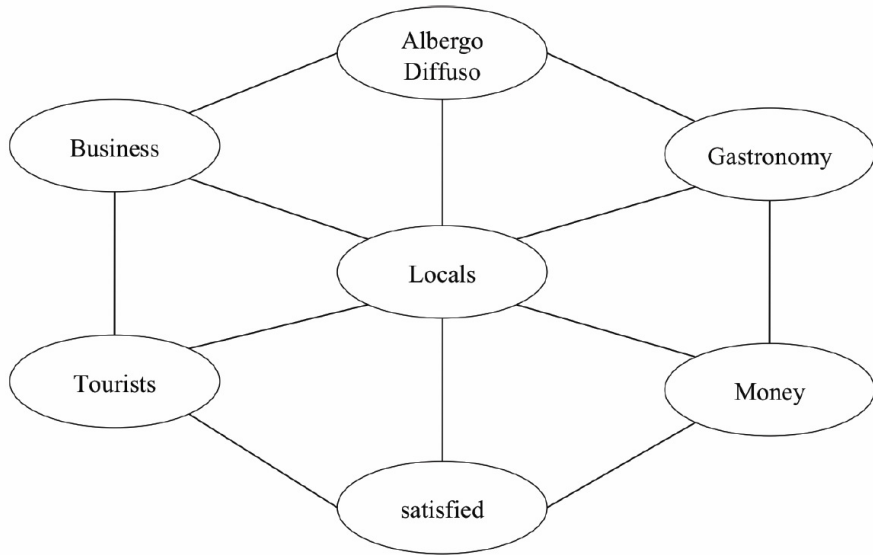 Albergo
Diffuso
Business
Gastronomy
Locals
Tourists
Money
satisfied